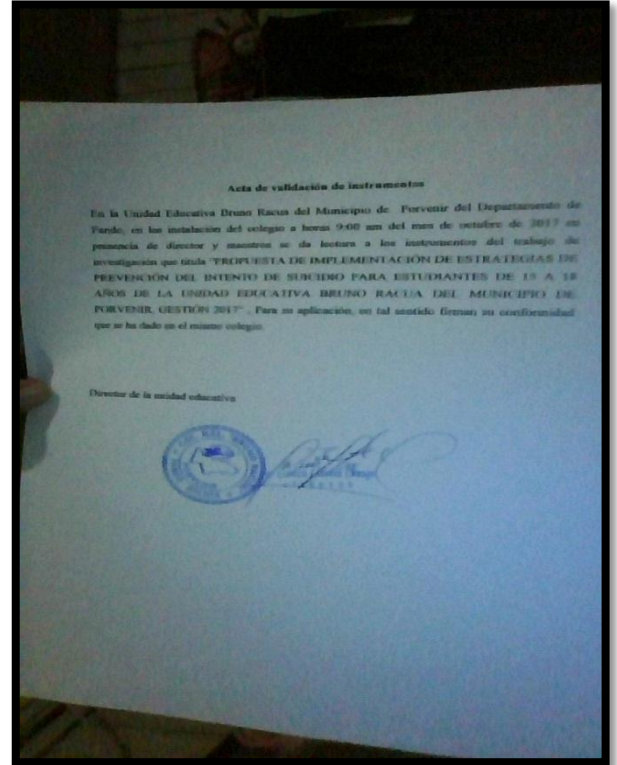 Acta de validación de instrumentos
En la Unidad Educativa Bruno Racua del Municipio de Porvenir del Departamento de
Pando, en las instalación del colegio a horas 9:00 am del mes de octubre de 2017 en
presencia de director y maestros se da lectura a los instrumentos del trabajo de
investigación que titula "PROPUESTA DE IMPLEMENTACIÓN DE ESTRATEGIAS DE
PREVENCIÓN DEL INTENTO DE SUICIDIO PARA ESTUDIANTES DE 15 A 18
AÑOS DE LA UNIDAD EDUCATIVA BRUNO RACUA DEL MUNICIPIO DE
PORVENIR, GESTIÓN 2017" . Para su aplicación, en tal sentido firman su conformidad
que se ha dado en el mismo colegio.
Director de la unidad educativa